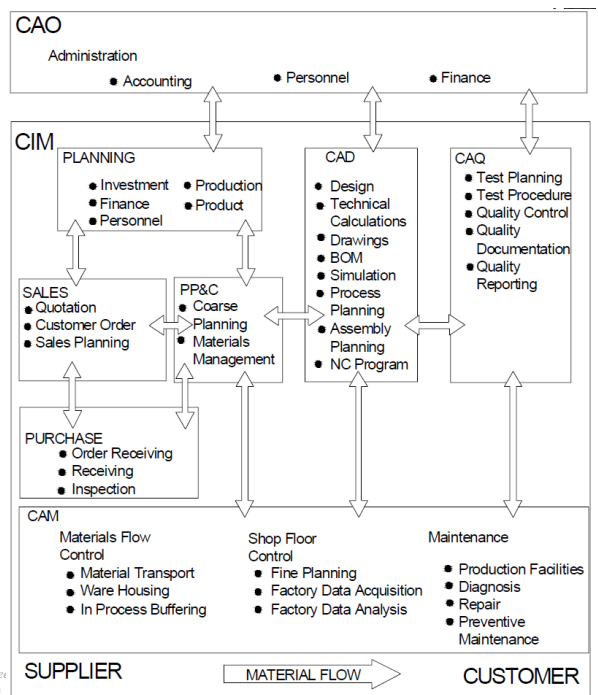 CAO
Administration
Accounting
Personnel
Finance
CIM
PLANNING
Investment
Finance
Personnel
Production
Product
CAD
Design
Technical
Calculations
Drawings
BOM
Simulation
Process
Planning
Assembly
Planning
NC Program
CAQ
Test Planning
Test Procedure
Quality Control
Quality
Documentation
Quality
Reporting
SALES
Quotation
Customer Order
Sales Planning
PP&C
Coarse
Planning
Materials
Management
PURCHASE
Order Receiving
Receiving
Inspection
CAM
Materials Flow
Control
Material Transport
Ware Housing
In Process Buffering
Shop Floor
Control
Fine Planning
Factory Data Acquisition
Factory Data Analysis
Maintenance
Production Facilities
Diagnosis
Repair
Preventive
Maintenance
SUPPLIER
MATERIAL FLOW
CUSTOMER